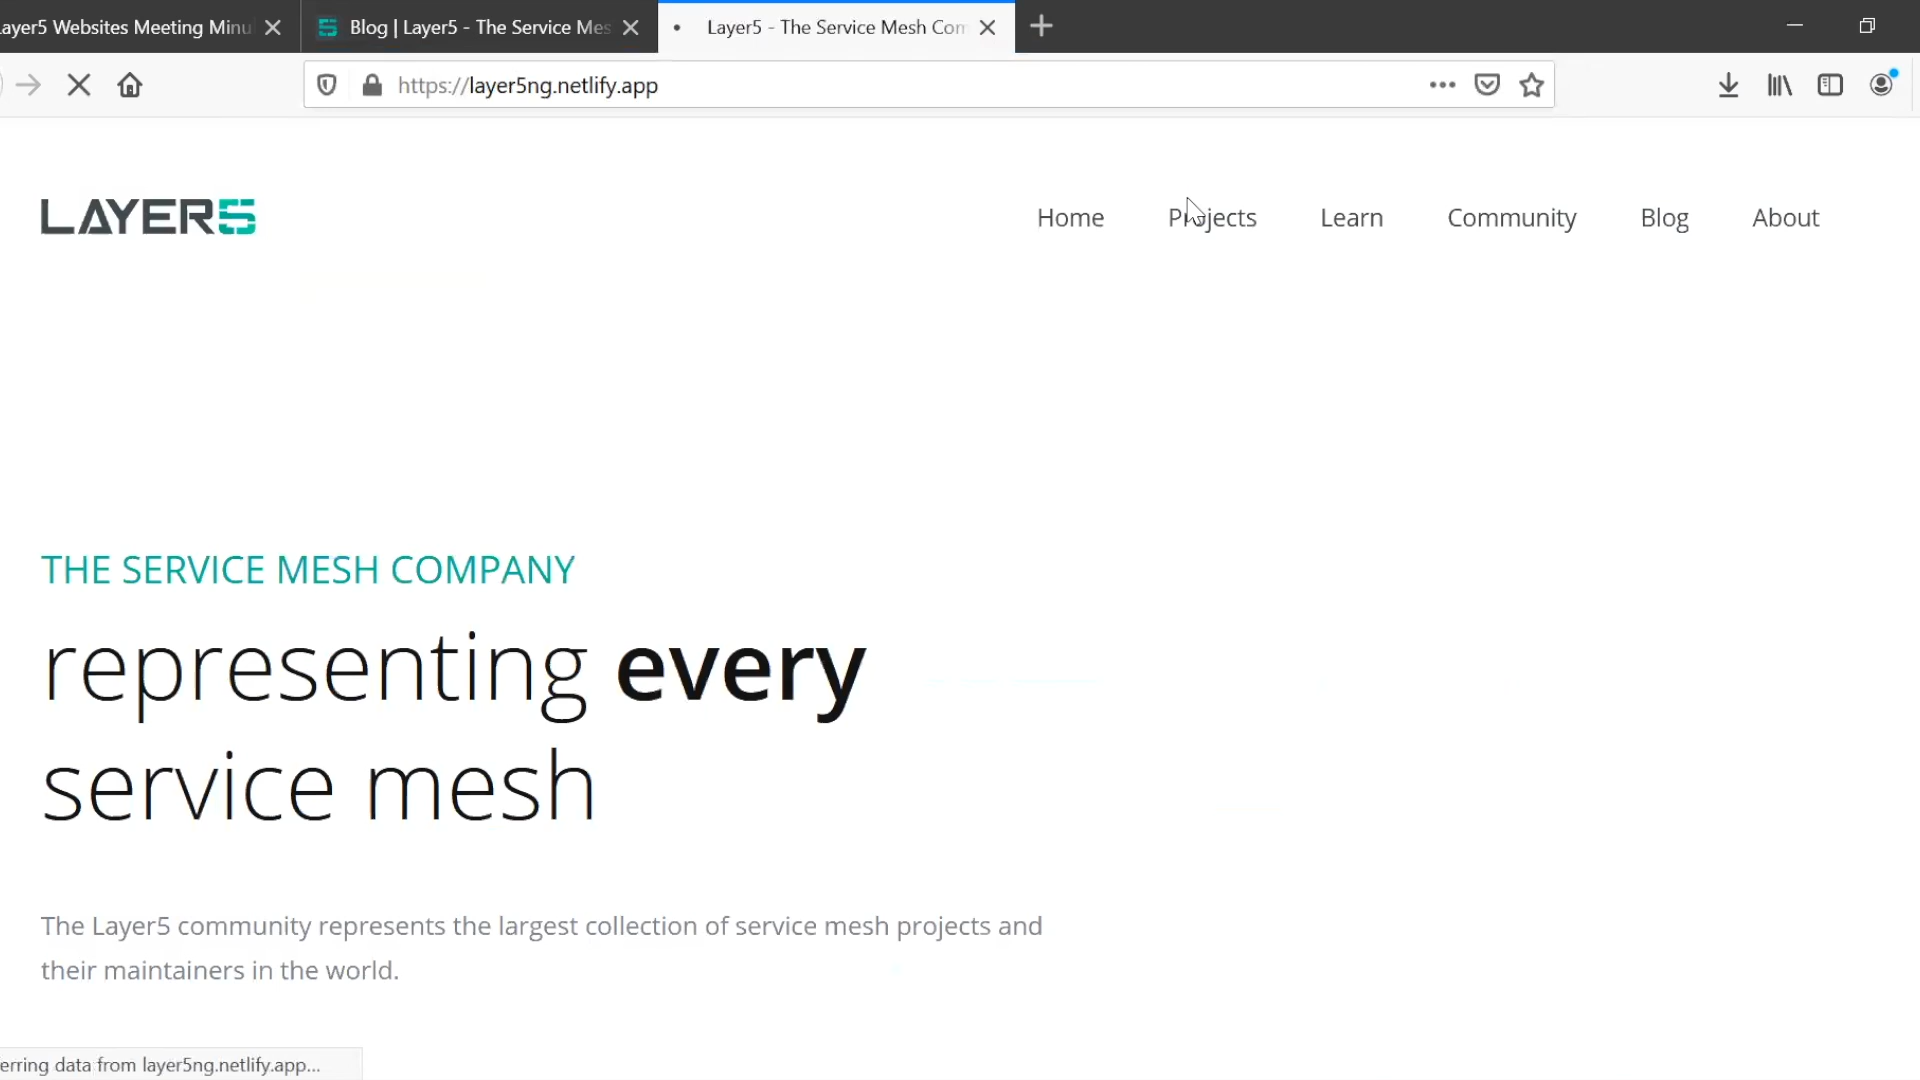 ayer5 Websites Meeting Minu
Blog | Layer5 - The Service Mes
Layer5 - The Service Mesh Com
https://layer5ng.netlify.app
LAYER5
Home Projects Learn Community Blog About
THE SERVICE MESH COMPANY
representing every
service mesh
The Layer5 community represents the largest collection of service mesh projects and
their maintainers in the world.
erring data from layer5ng.netlify.app...